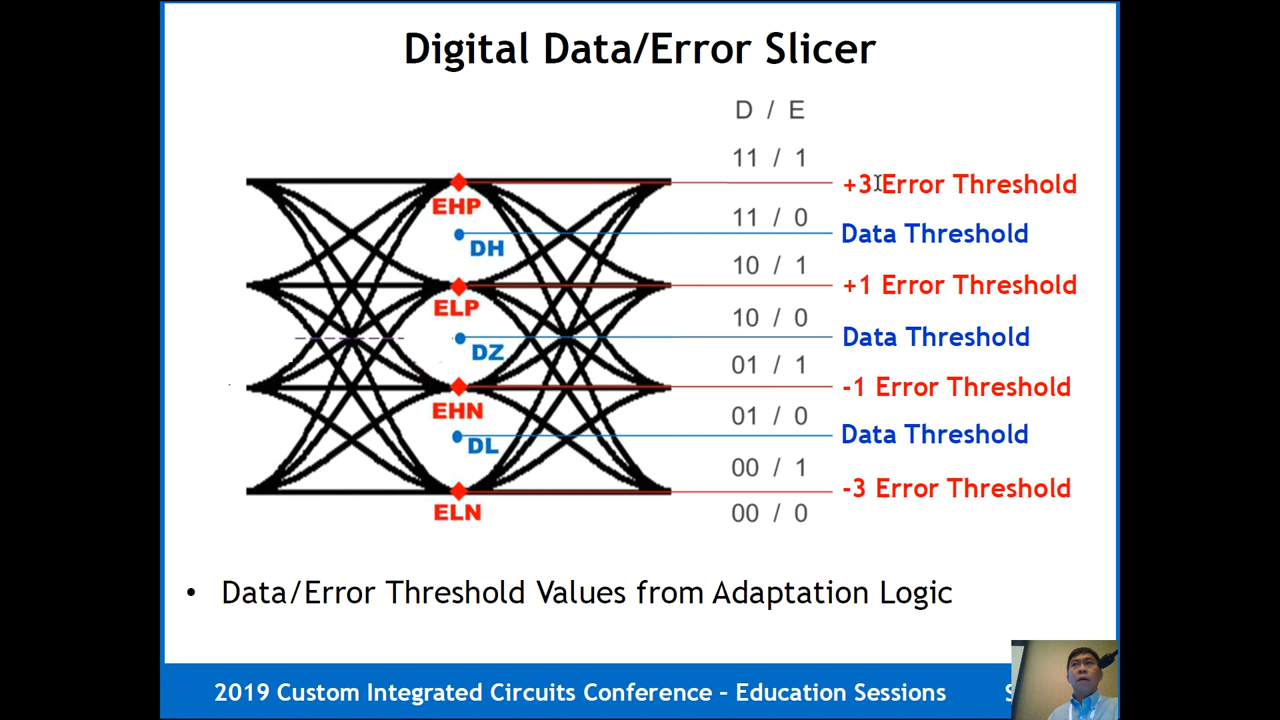 Digital Data/Error Slicer
D / E
11 / 1
+3 Error Threshold
EHP
11 / 0
Data Threshold
DH
10 / 1
+1 Error Threshold
ELP
10 / 0
Data Threshold
DZ
01 / 1
-1 Error Threshold
EHN
01 / 0
Data Threshold
DL
00 / 1
-3 Error Threshold
ELN
00 / 0
• Data/Error Threshold Values from Adaptation Logic
2019 Custom Integrated Circuits Conference – Education Sessions